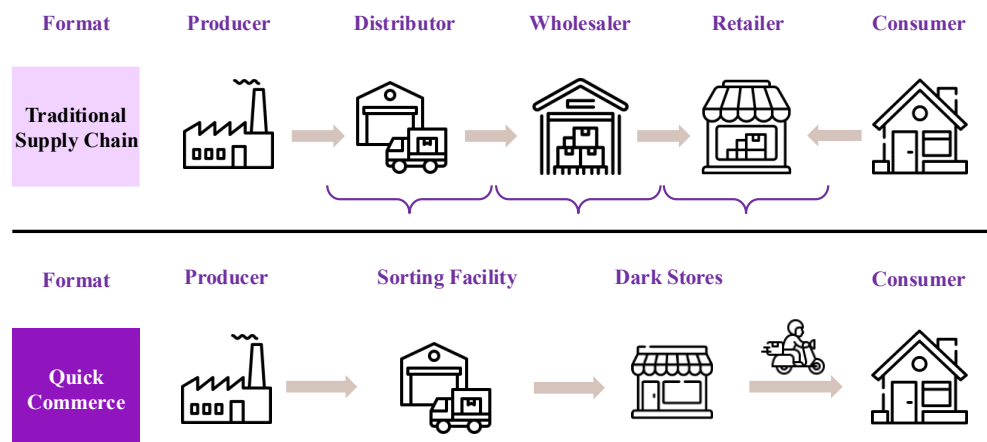 Format Producer Distributor Wholesaler Retailer Consumer
Traditional
Supply Chain
Format Producer Sorting Facility Dark Stores Consumer
Quick
Commerce